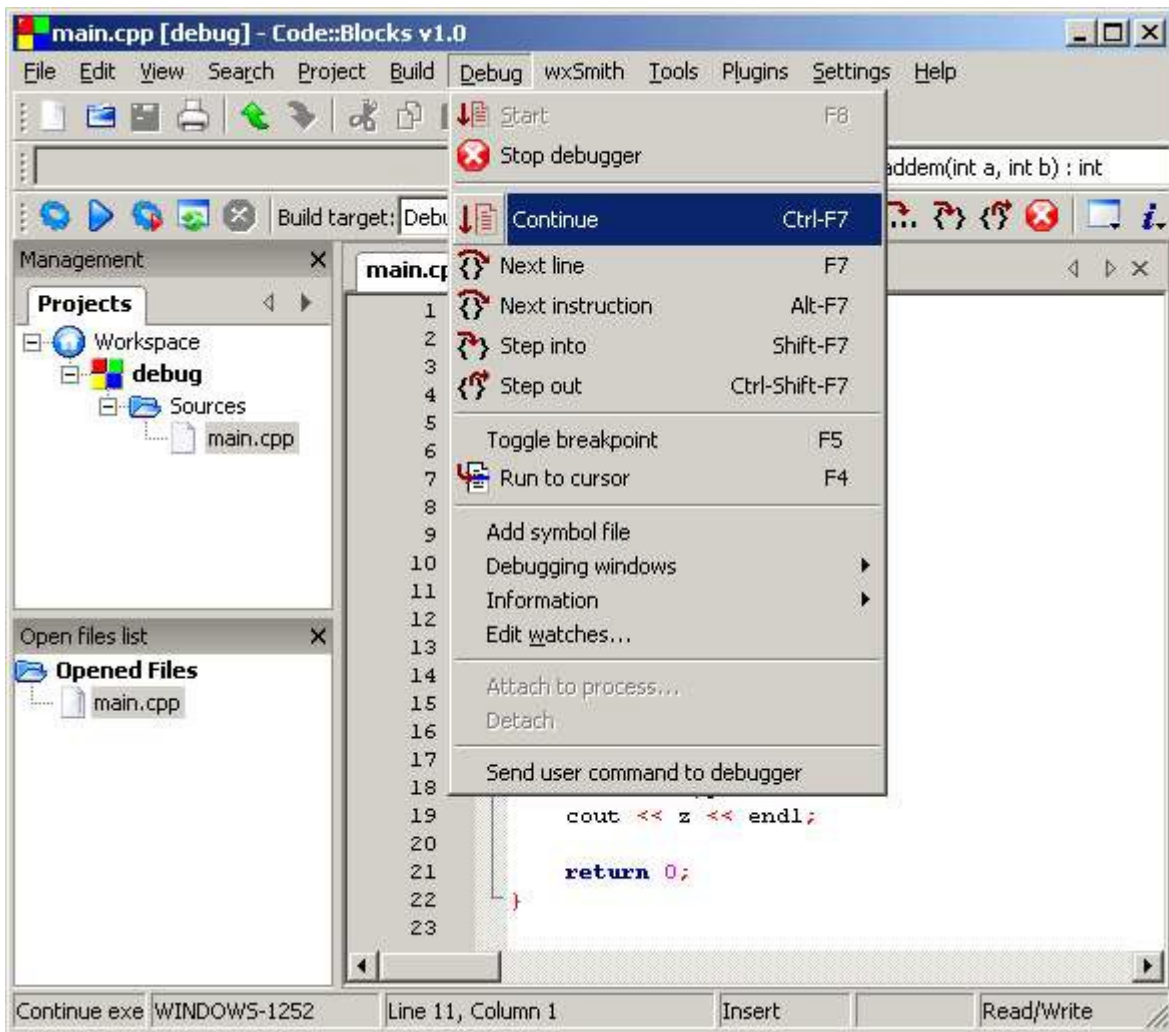 main.cpp [debug] - Code::Blocks v1.0
File Edit View Search Project Build Debug wxSmith Tools Plugins Settings Help
Start F8
Stop debugger
addem(int a, int b) : int
Build target: Debu
Continue Ctrl-F7
Management
main.cp
Next line F7
Projects
Next instruction Alt-F7
Workspace
Step into Shift-F7
debug
Step out Ctrl-Shift-F7
Sources
main.cpp
Toggle breakpoint F5
Run to cursor F4
Add symbol file
Debugging windows
Information
Edit watches...
Open files list
Opened Files
main.cpp
Attach to process...
Detach
Send user command to debugger
1
2
3
4
5
6
7
8
9
10
11
12
13
14
15
16
17
18
19 cout << z << endl;
20
21 return 0;
22 }
23
Continue exe WINDOWS-1252 Line 11, Column 1 Insert Read/Write